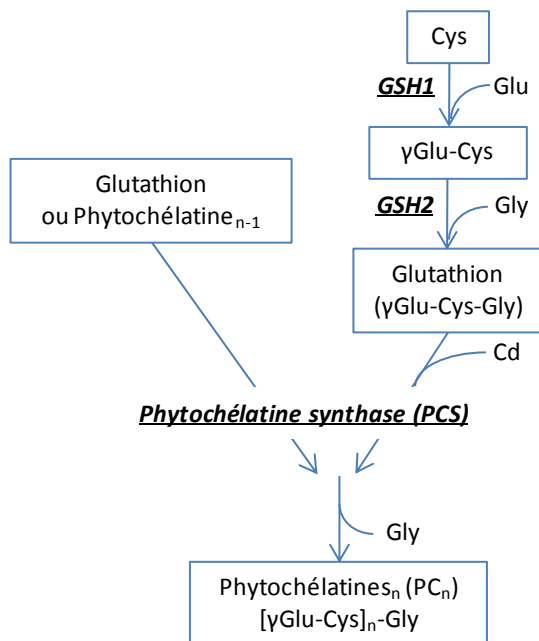 Cys
GSH1
Glu
γGlu-Cys
Glutathion
ou Phytochélatine n-1
GSH2
Gly
Glutathion
(γGlu-Cys-Gly)
Cd
Phytochélatine synthase (PCS)
Gly
Phytochélatines n (PC n)
[γGlu-Cys] n-Gly